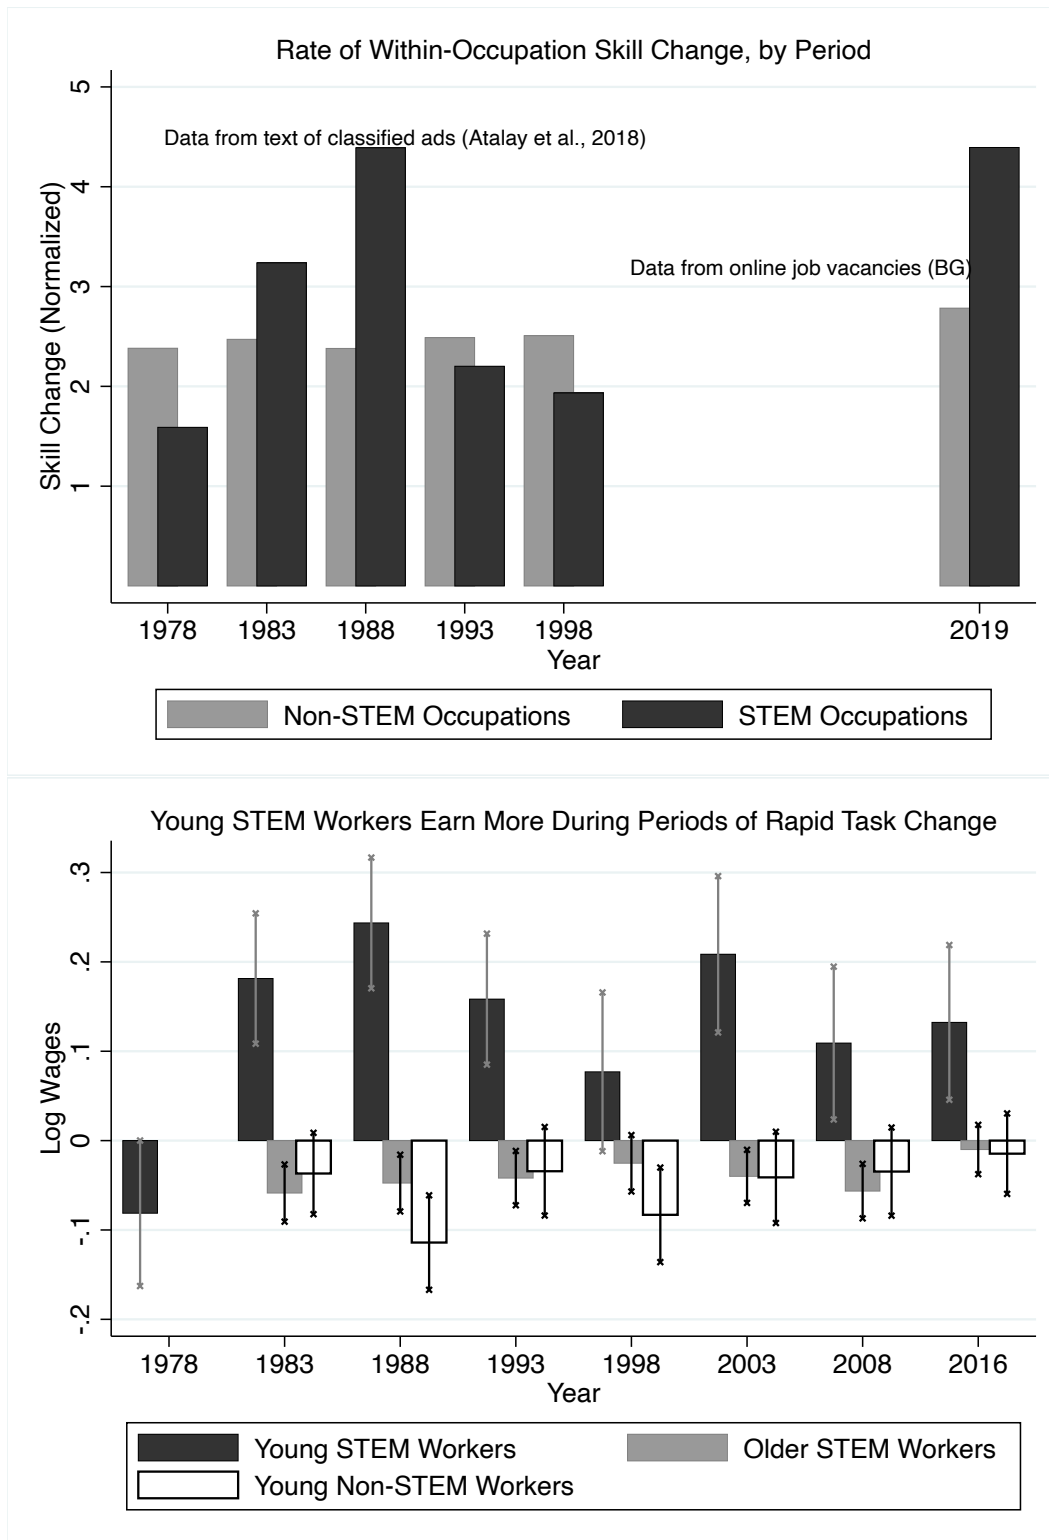 Rate of Within-Occupation Skill Change, by Period
Data from text of classified ads (Atalay et al., 2018)
Data from online job vacancies (BG)
Skill Change (Normalized)
5
4
3
2
1
1978 1983 1988 1993 1998 2019
Year
Non-STEM Occupations STEM Occupations
Young STEM Workers Earn More During Periods of Rapid Task Change
Log Wages
.3
.2
.1
0
-.1
-.2
1978 1983 1988 1993 1998 2003 2008 2016
Year
Young STEM Workers Older STEM Workers
Young Non-STEM Workers